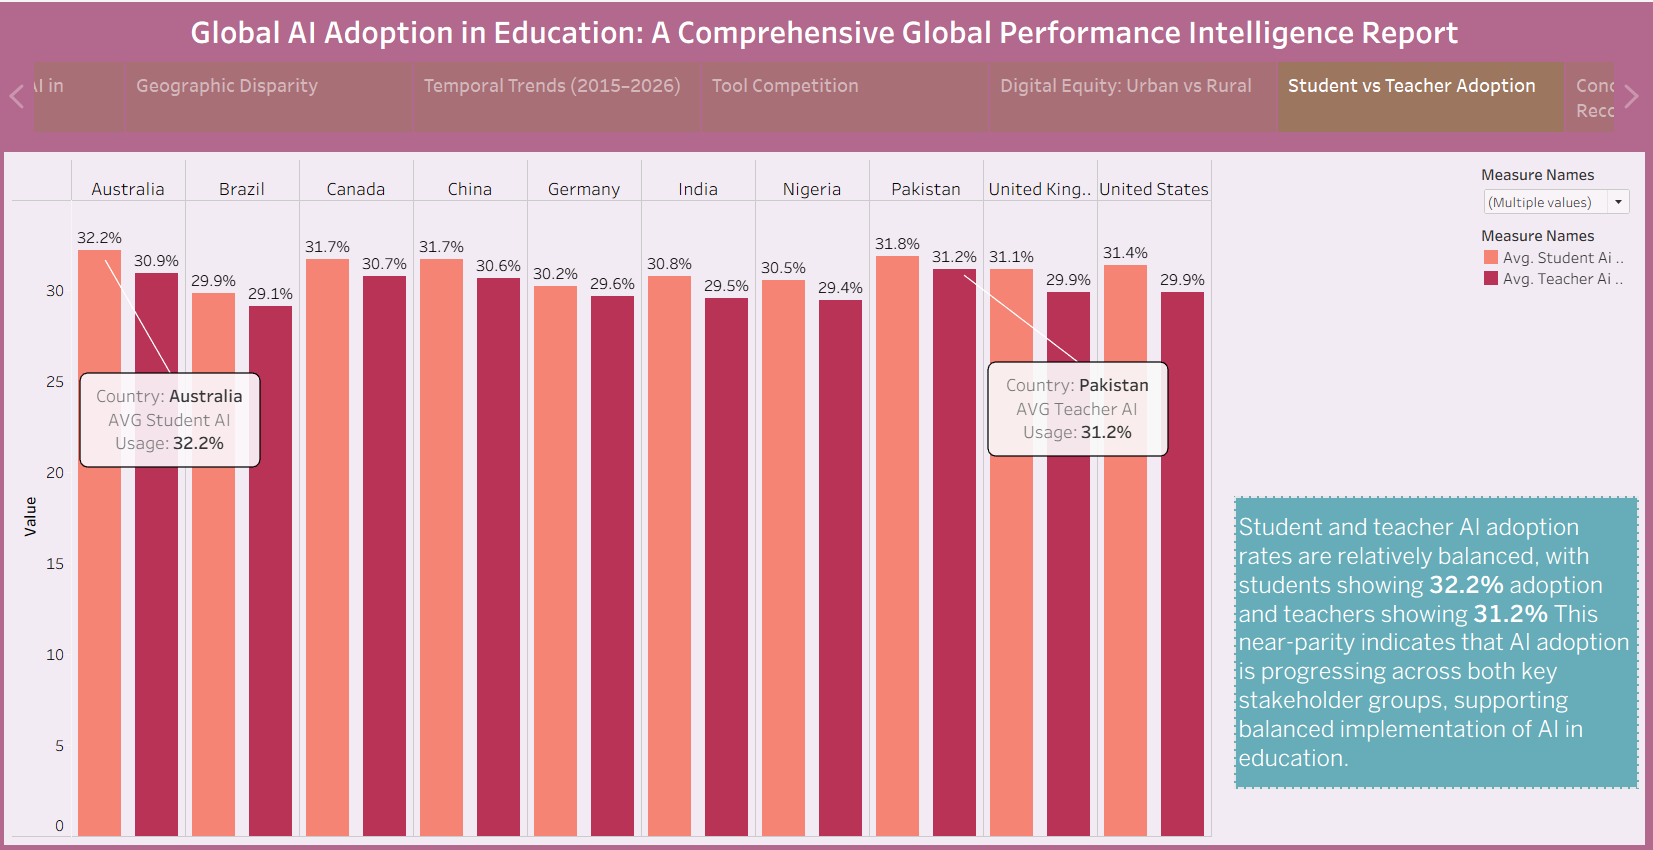 Global AI Adoption in Education: A Comprehensive Global Performance Intelligence Report
AI in
Geographic Disparity
Temporal Trends (2015–2026)
Tool Competition
Digital Equity: Urban vs Rural
Student vs Teacher Adoption
Conc
Reco
Australia
Brazil
Canada
China
Germany
India
Nigeria
Pakistan
United King..
United States
32.2%
30.9%
29.9%
29.1%
31.7%
30.7%
31.7%
30.6%
30.2%
29.6%
30.8%
29.5%
30.5%
29.4%
31.8%
31.2%
31.1%
29.9%
31.4%
29.9%
30
25
20
15
10
5
0
Value
Country: Australia
AVG Student AI
Usage: 32.2%
Country: Pakistan
AVG Teacher AI
Usage: 31.2%
Measure Names
(Multiple values)
Measure Names
Avg. Student Ai ..
Avg. Teacher Ai ..
Student and teacher AI adoption
rates are relatively balanced, with
students showing 32.2% adoption
and teachers showing 31.2% This
near-parity indicates that AI adoption
is progressing across both key
stakeholder groups, supporting
balanced implementation of AI in
education.